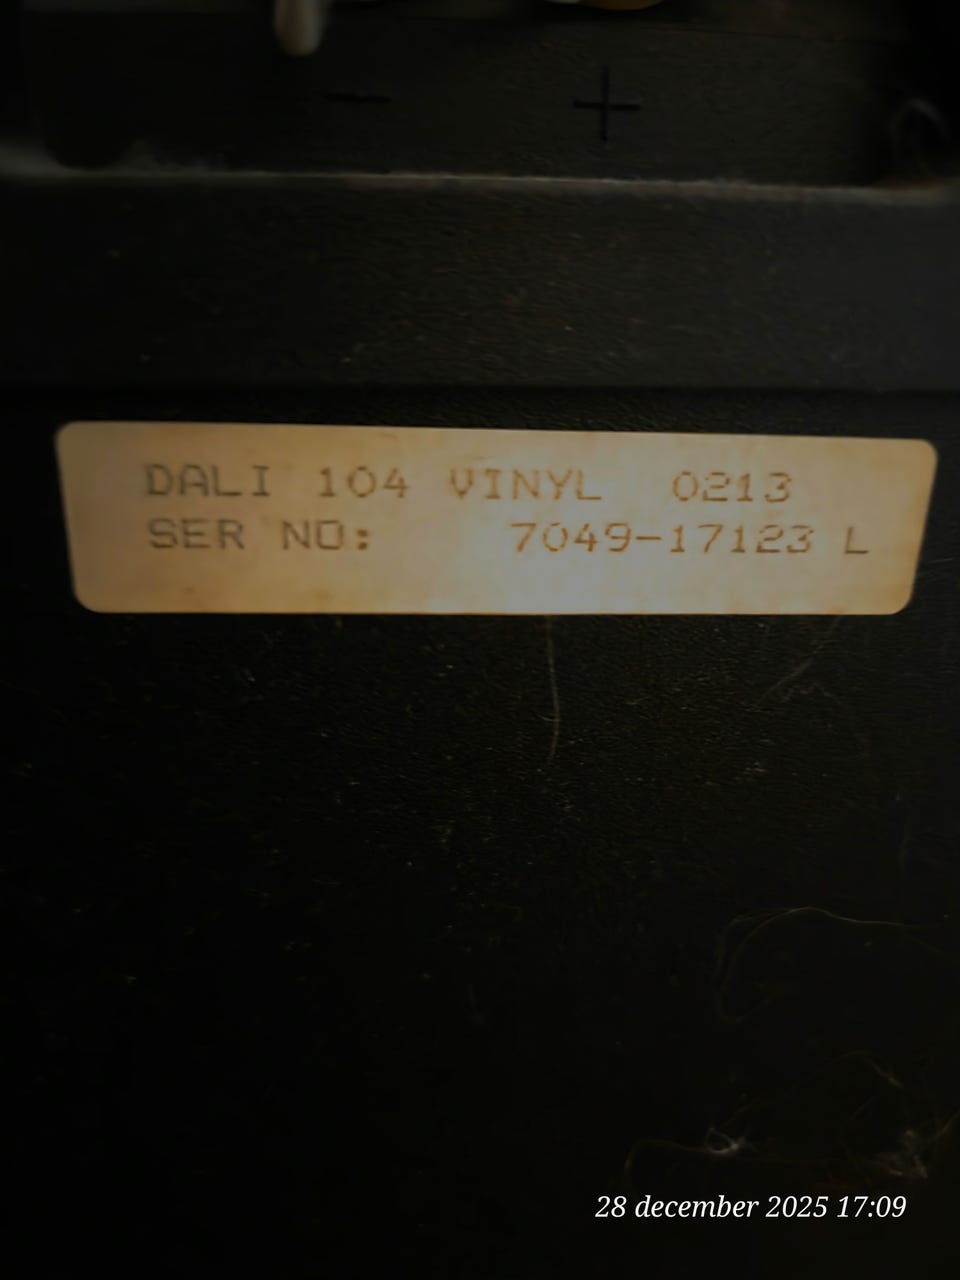 - +
DALI 104 VINYL 0213
SER NO: 7049-17123 L
28 december 2025 17:09